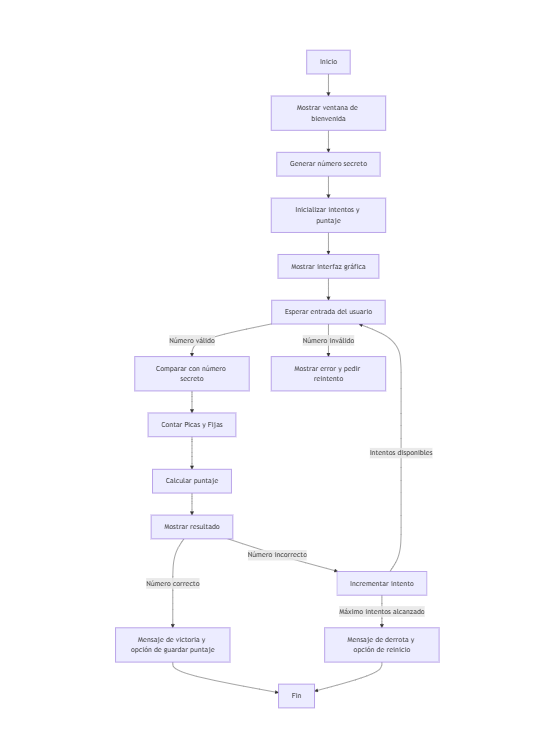 Inicio
Mostrar ventana de
bienvenida
Generar número secreto
Inicializar intentos y
puntaje
Mostrar interfaz gráfica
Esperar entrada del usuario
Número válido
Número inválido
Comparar con número
secreto
Mostrar error y pedir
reintento
Contar Picas y Fijas
Intentos disponibles
Calcular puntaje
Mostrar resultado
Número incorrecto
Número correcto
Incrementar intento
Máximo intentos alcanzado
Mensaje de victoria y
opción de guardar puntaje
Mensaje de derrota y
opción de reinicio
Fin